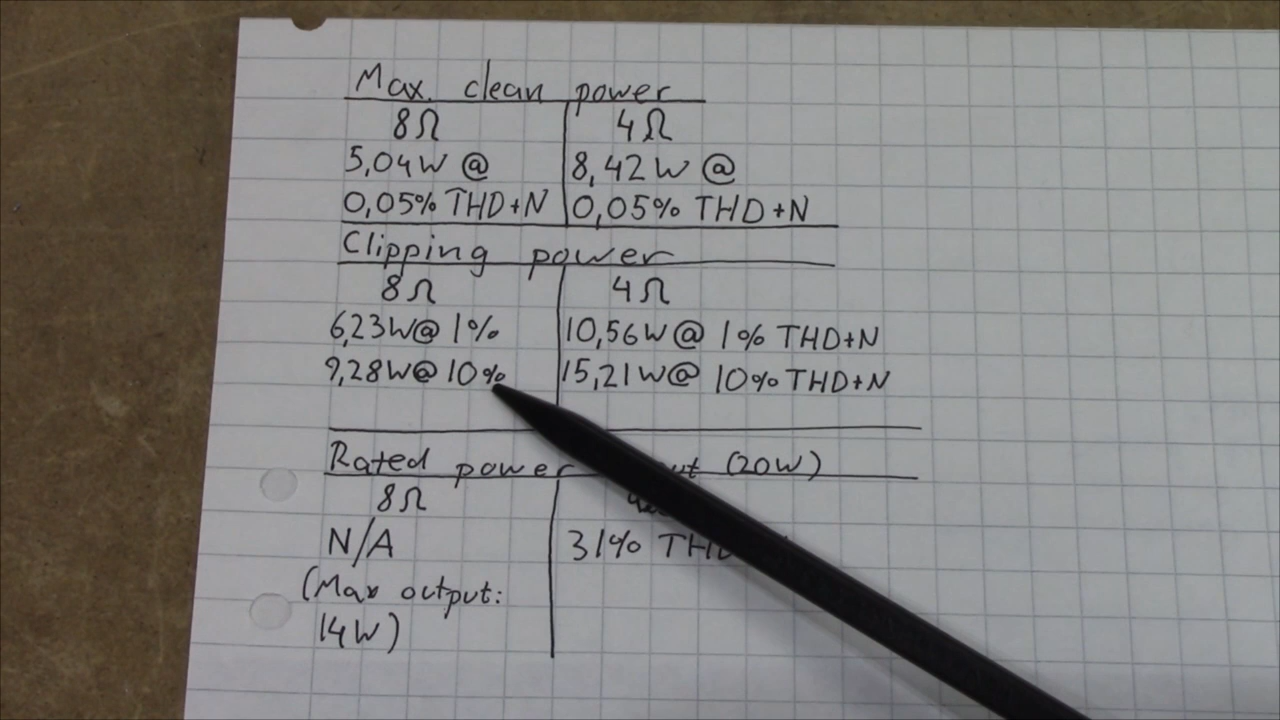 Max. clean power
8Ω 4Ω
5,04W @ 8,42W @
0,05% THD+N 0,05% THD+N
Clipping power
8Ω 4Ω
6,23W@ 1% 10,56W@ 1% THD+N
9,28W@ 10% 15,21W@ 10% THD+N
Rated power (20W)
8Ω
N/A 31%
(Max output:
14W)